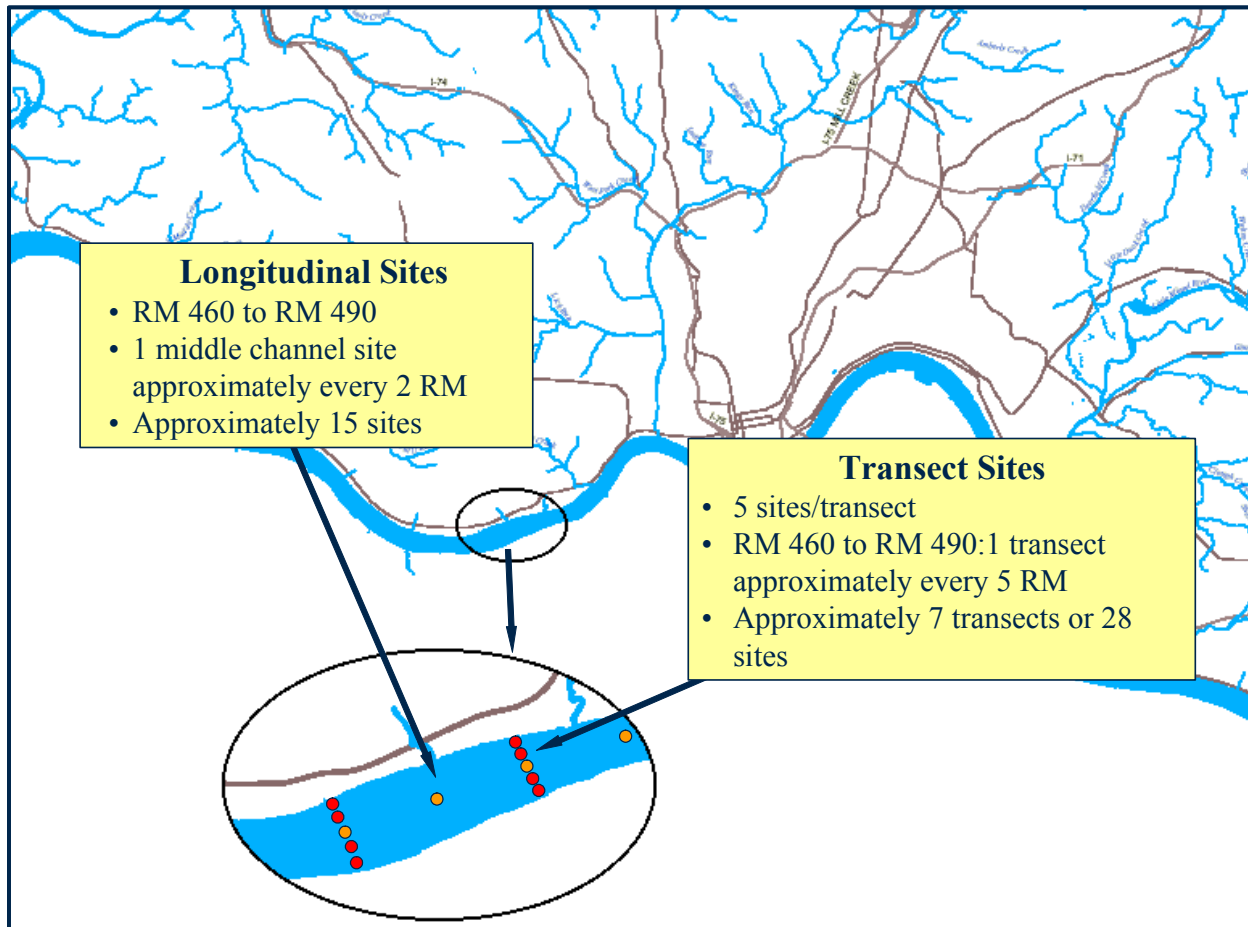 I-74
I-75 MILL CREEK
I-71
Longitudinal Sites
• RM 460 to RM 490
• 1 middle channel site
approximately every 2 RM
• Approximately 15 sites
I-75
Transect Sites
• 5 sites/transect
• RM 460 to RM 490:1 transect
approximately every 5 RM
• Approximately 7 transects or 28
sites